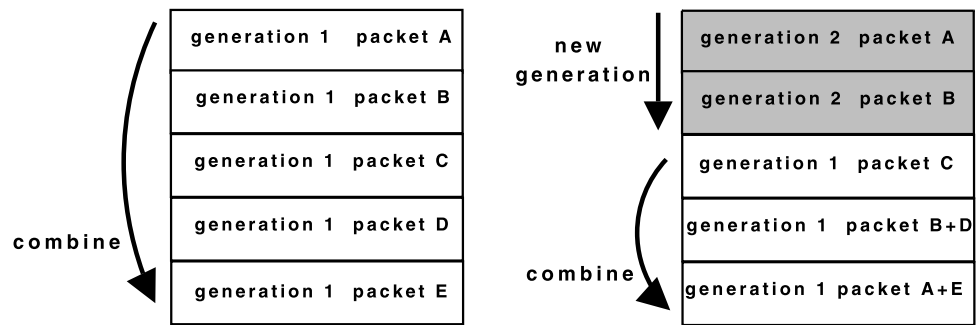 generation 1 packet A
generation 1 packet B
generation 1 packet C
generation 1 packet D
generation 1 packet E
combine
new
generation
generation 2 packet A
generation 2 packet B
generation 1 packet C
generation 1 packet B+D
generation 1 packet A+E
combine